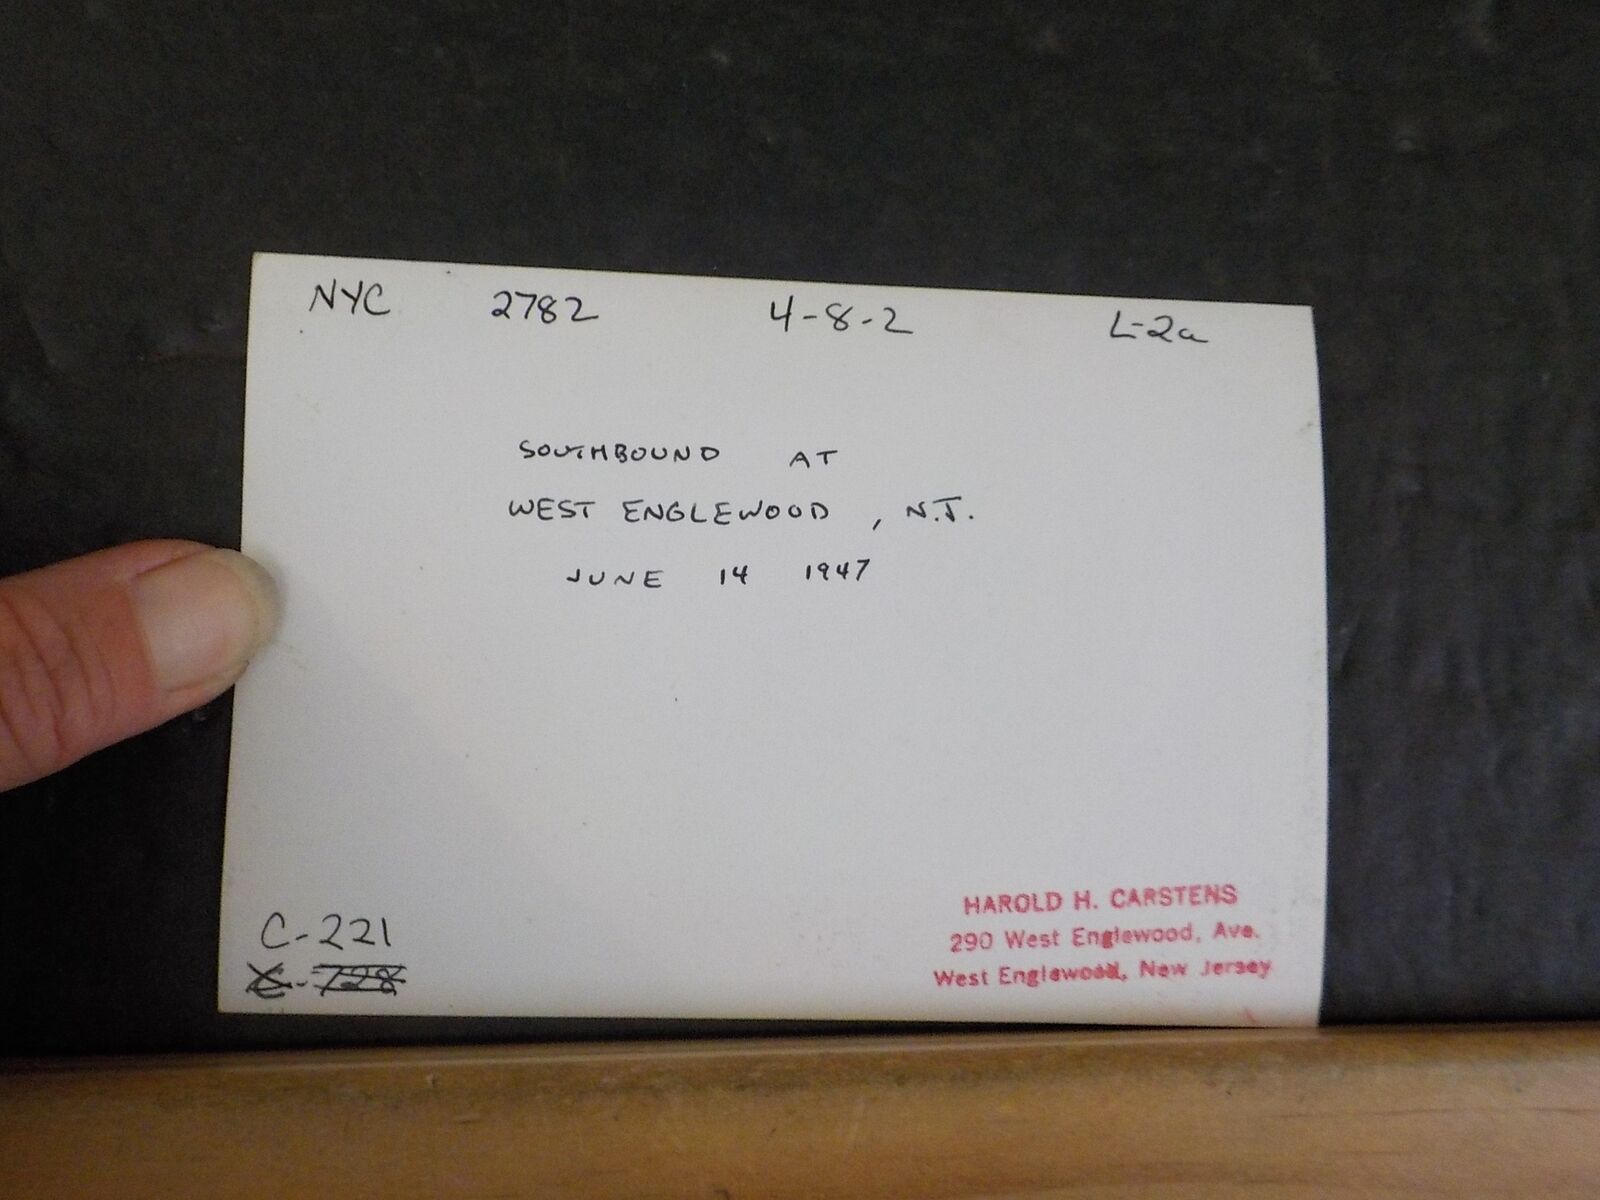 NYC 2782 4-8-2 L-2a
SOUTHBOUND AT
WEST ENGLEWOOD, N.J.
JUNE 14 1947
C-221
C-728
HAROLD H. CARSTENS
290 West Englewood, Ave.
West Englewood, New Jersey